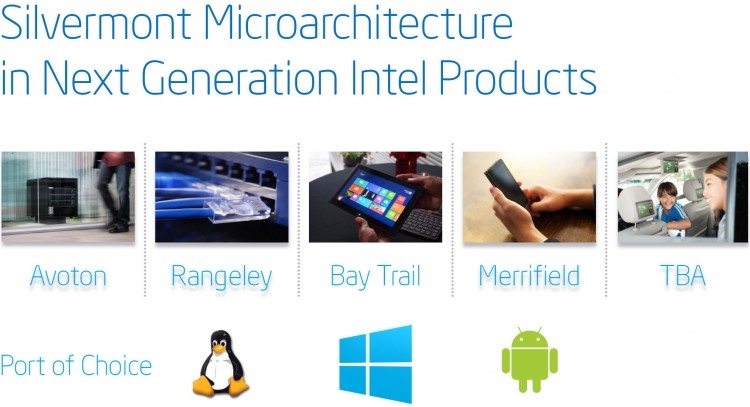 Silvermont Microarchitecture
in Next Generation Intel Products
Avoton
Rangeley
Bay Trail
Merrifield
TBA
Port of Choice